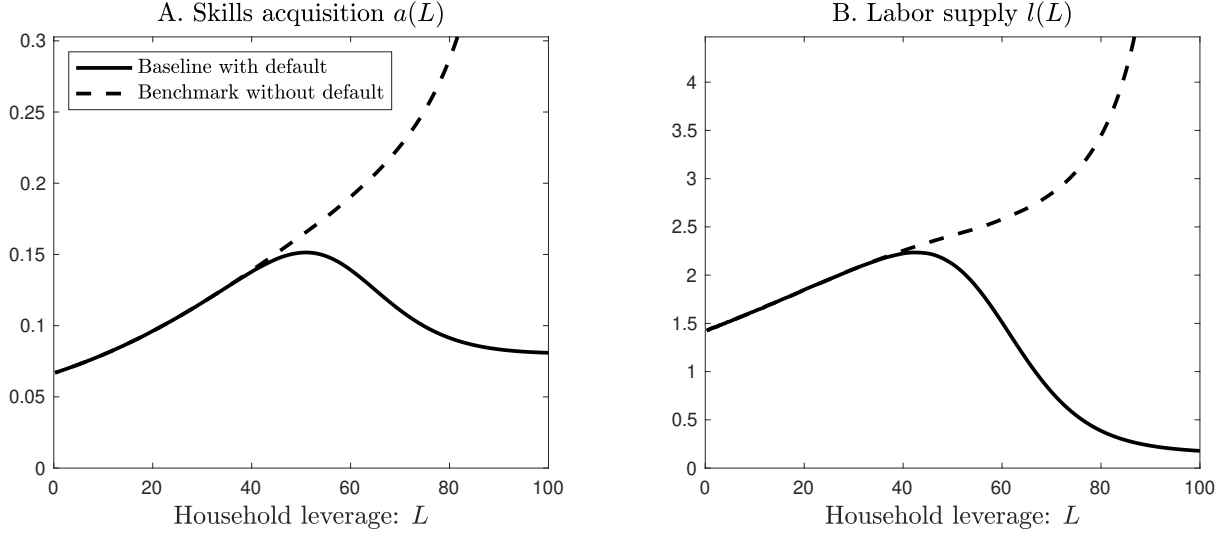 A. Skills acquisition a(L)
0.3
0.25
0.2
0.15
0.1
0.05
0
Baseline with default
Benchmark without default
0 20 40 60 80 100
Household leverage: L
B. Labor supply l(L)
4
3.5
3
2.5
2
1.5
1
0.5
0
0 20 40 60 80 100
Household leverage: L